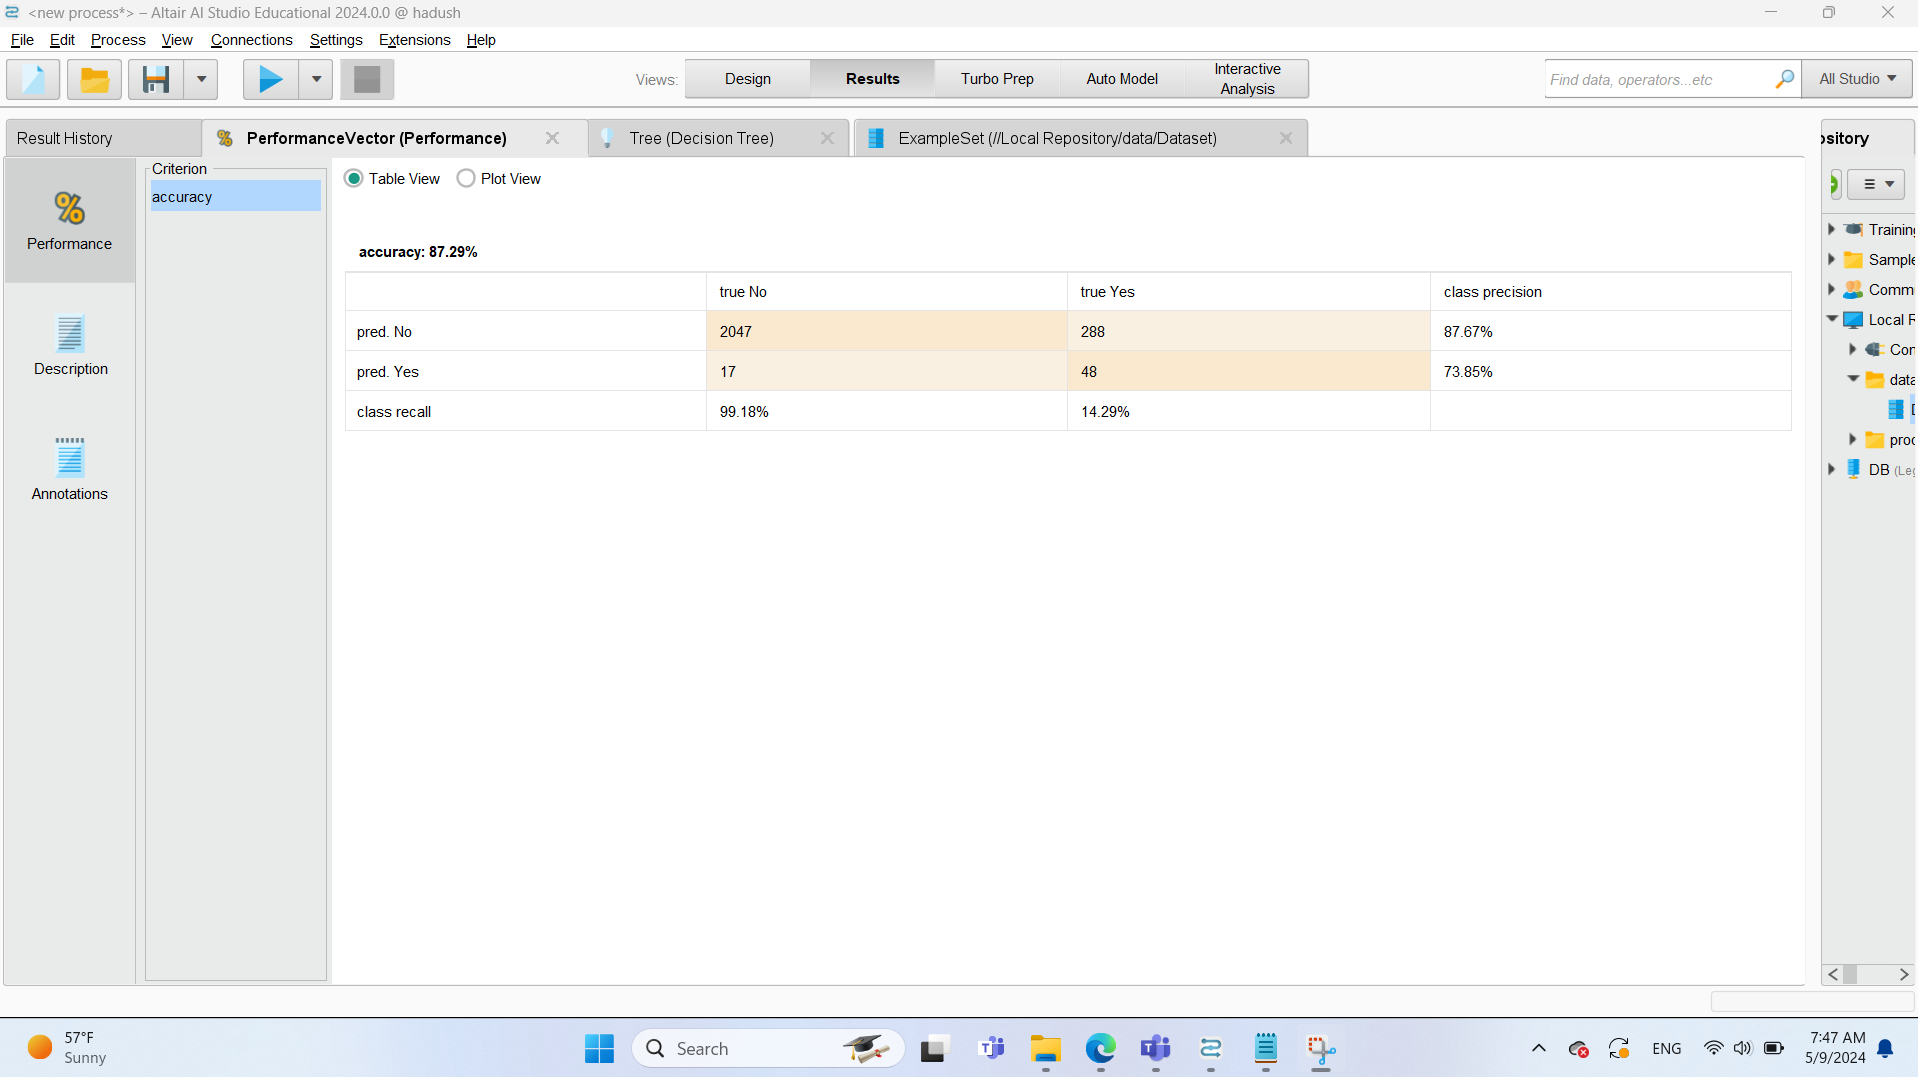 <new process*> – Altair AI Studio Educational 2024.0.0 @ hadush
File Edit Process View Connections Settings Extensions Help
Views: Design Results Turbo Prep Auto Model Interactive Analysis
Find data, operators...etc All Studio
Result History PerformanceVector (Performance) Tree (Decision Tree) ExampleSet (//Local Repository/data/Dataset)
Criterion
accuracy
Performance
Description
Annotations
Table View Plot View
accuracy: 87.29%
true No true Yes class precision
pred. No 2047 288 87.67%
pred. Yes 17 48 73.85%
class recall 99.18% 14.29%
ository
Training
Sample
Comm
Local R
Con
data
D
proc
DB (Leg
57°F
Sunny
Search
ENG
7:47 AM
5/9/2024